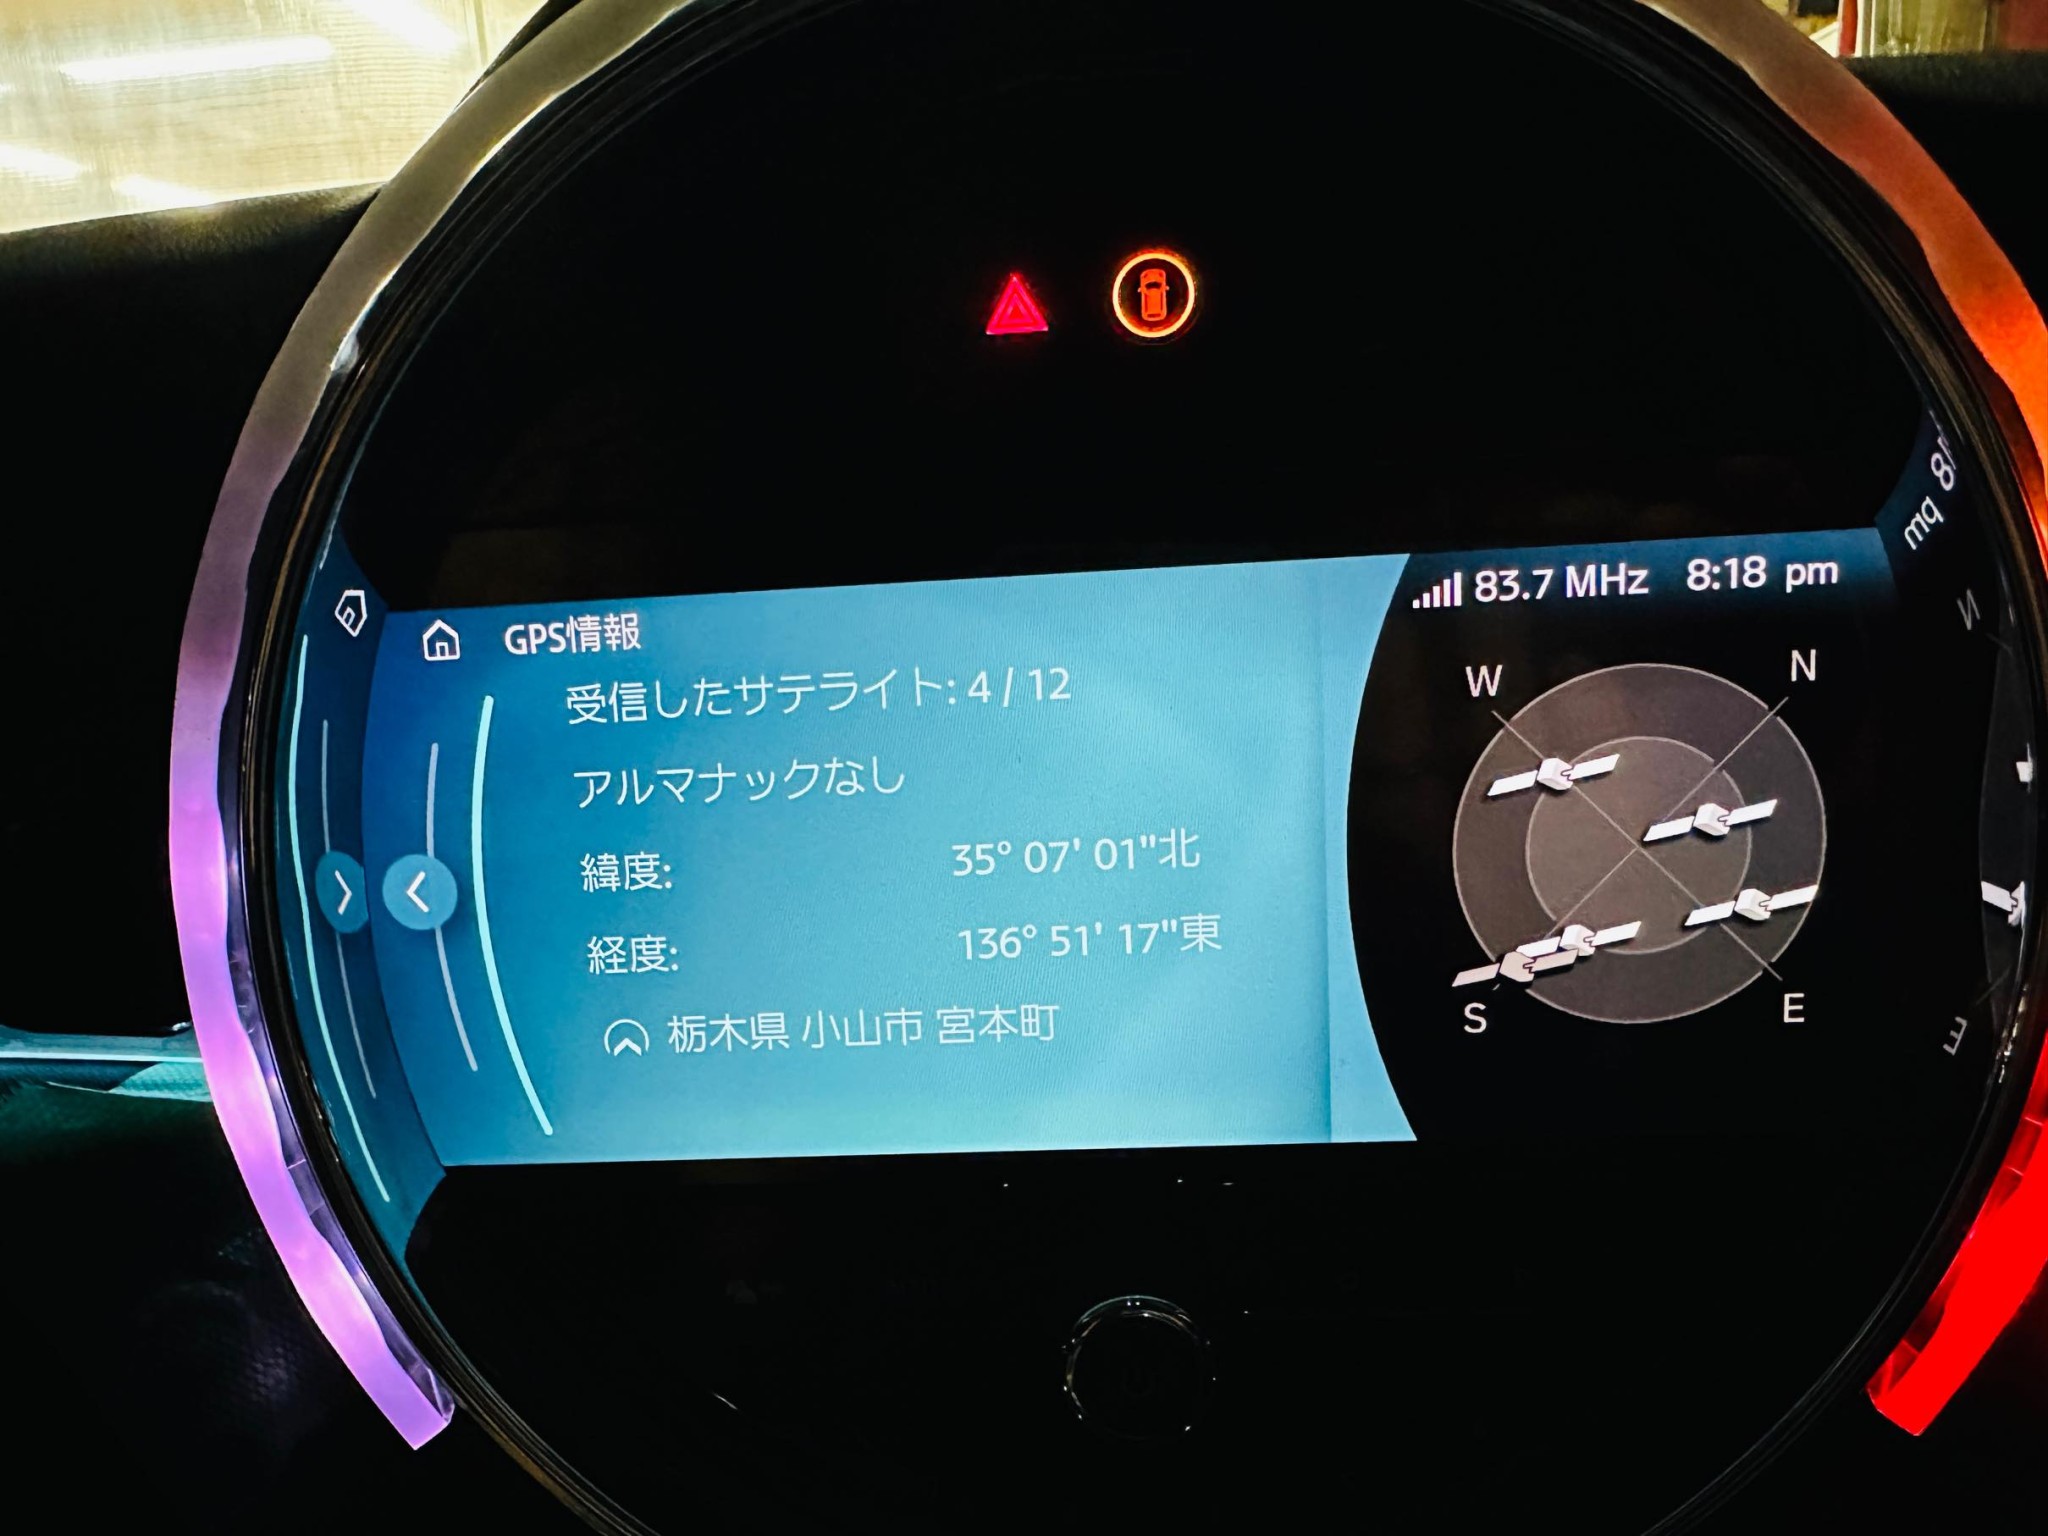 83.7 MHz 8:18 pm
GPS情報
受信したサテライト: 4 / 12
アルマナックなし
緯度: 35° 07' 01"北
経度: 136° 51' 17"東
栃木県 小山市 宮本町
W N
S E